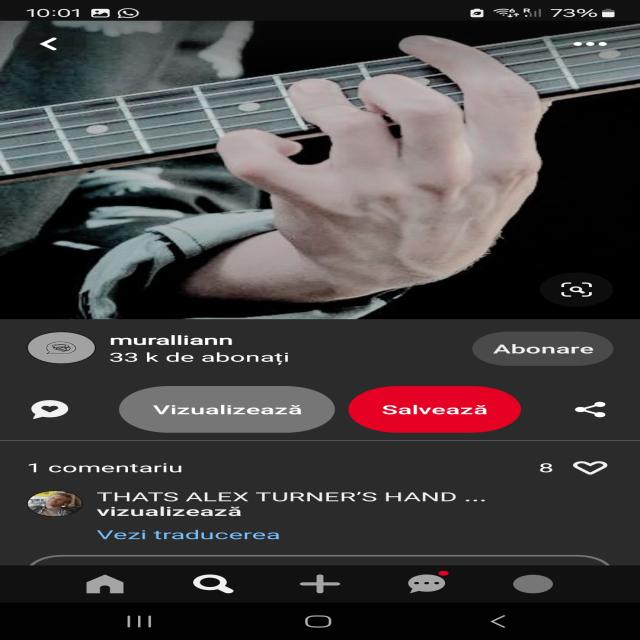 10:01
73%
muralliann
33 k de abonați
Abonare
Vizualizează
Salvează
1 comentariu
8
THATS ALEX TURNER'S HAND ...
vizualizează
Vezi traducerea